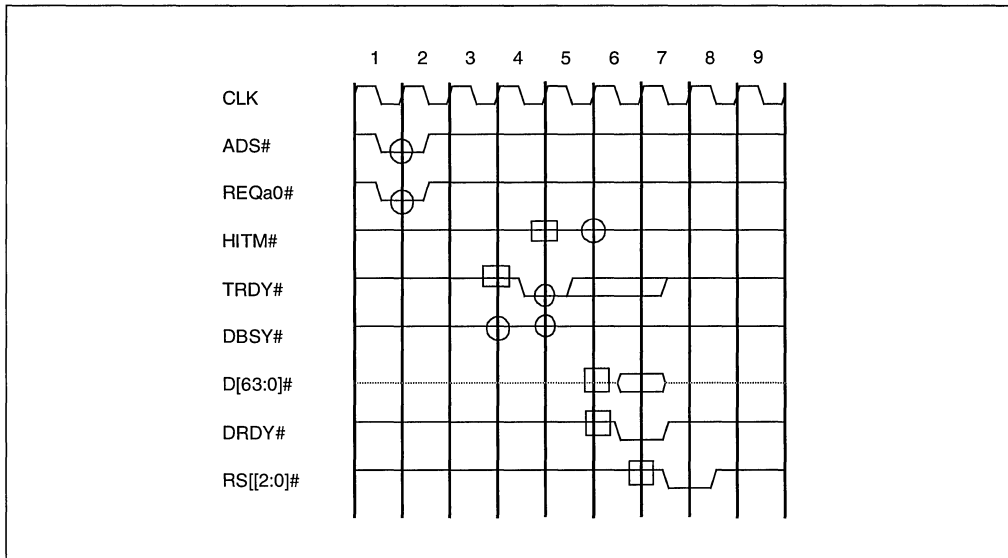 1 2 3 4 5 6 7 8 9
CLK
ADS#
REQa0#
HITM#
TRDY#
DBSY#
D[63:0]#
DRDY#
RS[[2:0]#